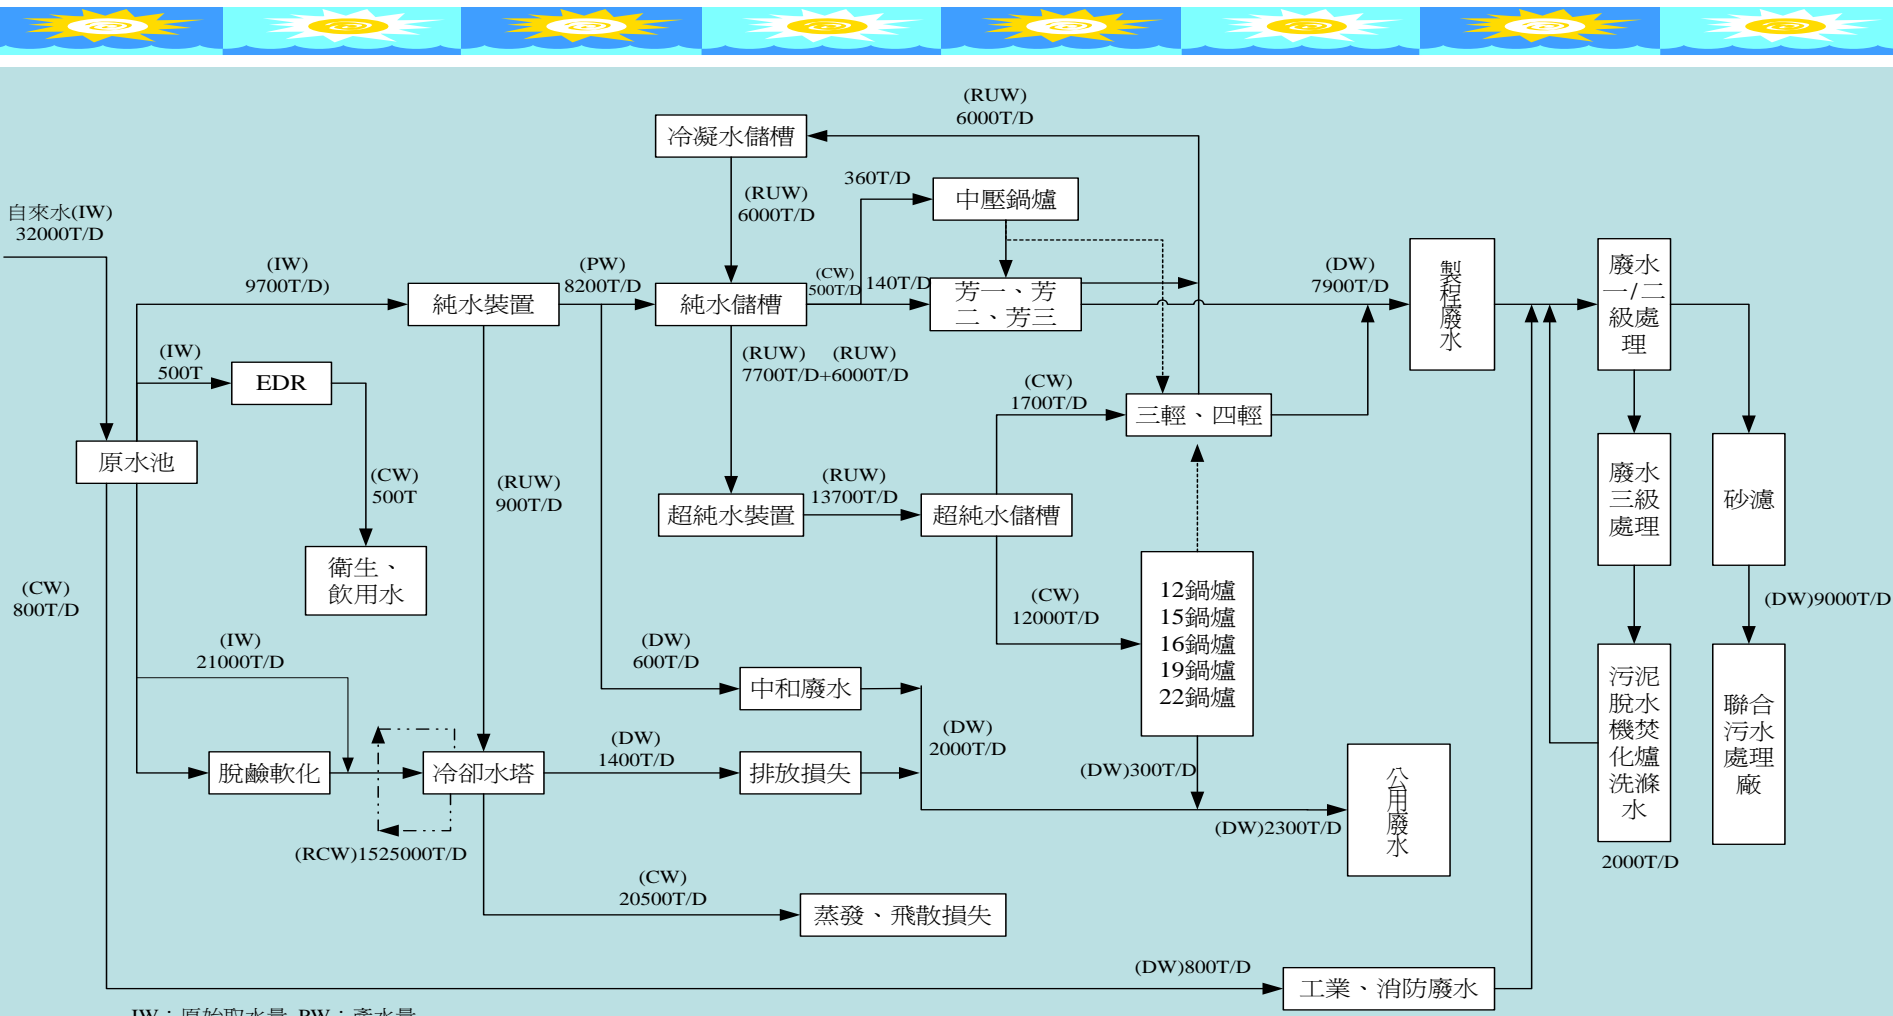 (RUW)
6000T/D
冷凝水儲槽
(RUW)
6000T/D
360T/D
中壓鍋爐
自來水(IW)
32000T/D
(IW)
9700T/D)
純水裝置
(PW)
8200T/D
純水儲槽
(CW)
500T/D
140T/D
芳一、芳
二、芳三
(DW)
7900T/D
製
程
廢
水
廢水
一/二
級處
理
(IW)
500T
EDR
(RUW)
7700T/D+6000T/D
(RUW)
(CW)
1700T/D
三輕、四輕
原水池
(CW)
500T
(RUW)
900T/D
超純水裝置
(RUW)
13700T/D
超純水儲槽
廢水
三級
處理
砂濾
衛生、
飲用水
(CW)
800T/D
(CW)
12000T/D
12鍋爐
15鍋爐
16鍋爐
19鍋爐
22鍋爐
(DW)9000T/D
(IW)
21000T/D
(DW)
600T/D
中和廢水
(DW)
2000T/D
污泥
脫水
機焚
化爐
洗滌
水
2000T/D
聯合
污水
處理
廠
脫鹼軟化
冷卻水塔
(DW)
1400T/D
排放損失
(DW)300T/D
公
用
廢
水
(DW)2300T/D
(RCW)1525000T/D
(CW)
20500T/D
蒸發、飛散損失
(DW)800T/D
工業、消防廢水
IW：原始取水量 PW：產水量